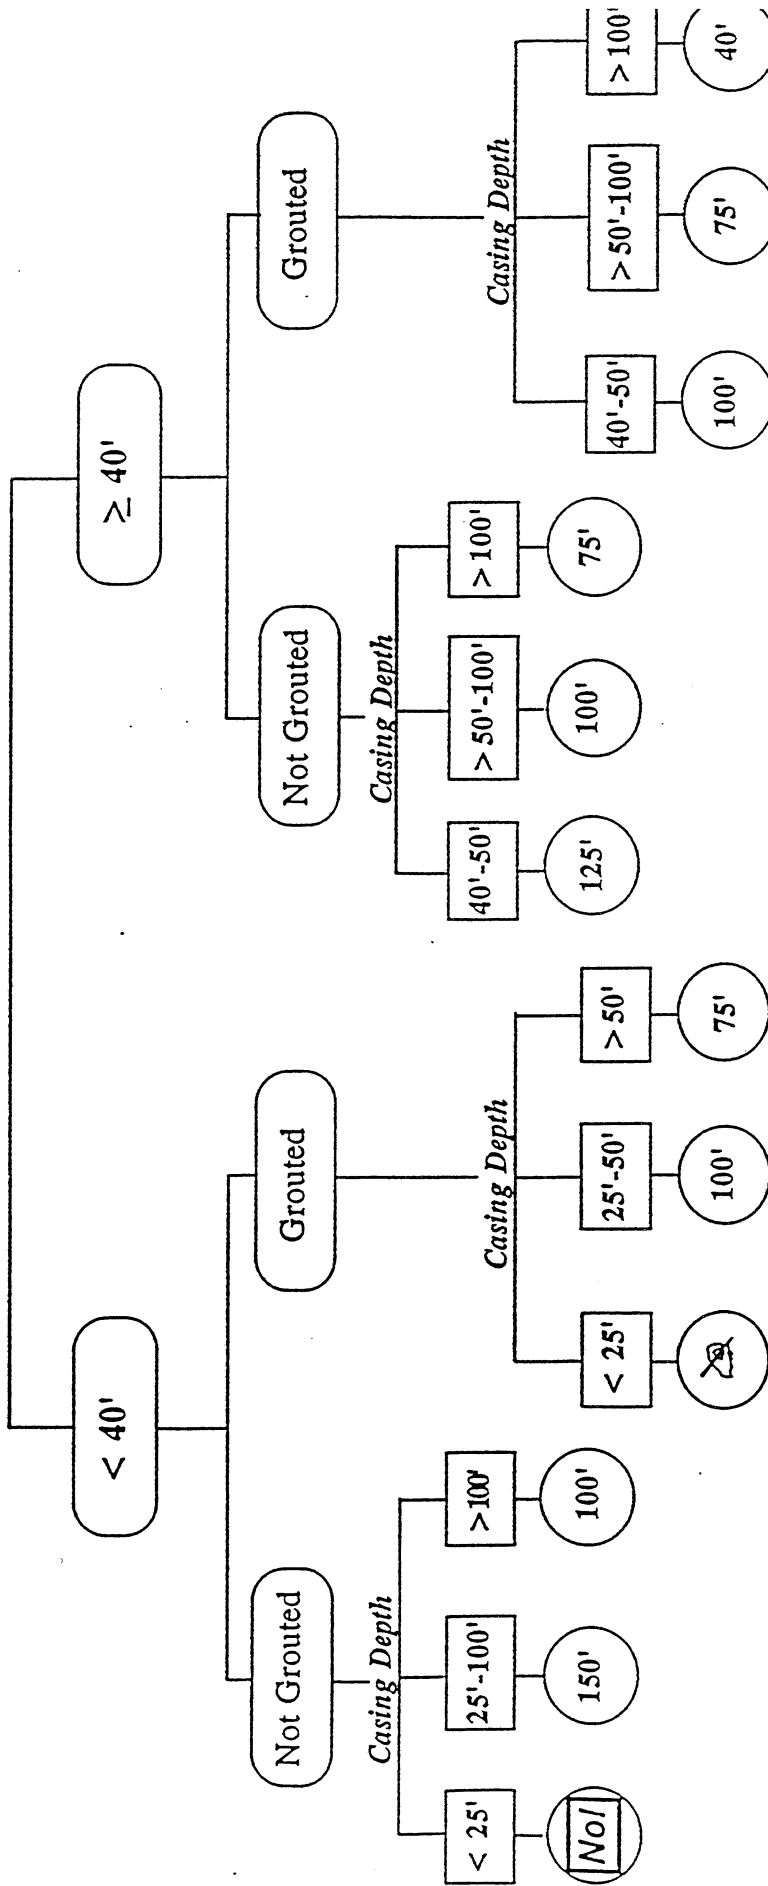 < 40'
≥ 40'
Not Grouted
Grouted
Not Grouted
Grouted
Casing Depth
Casing Depth
Casing Depth
Casing Depth
< 25'
25'-100'
>100'
< 25'
25'-50'
>50'
40'-50'
>50'-100'
>100'
40'-50'
>50'-100'
>100'
No!
150'
100'
100'
75'
125'
100'
75'
100'
75'
40'